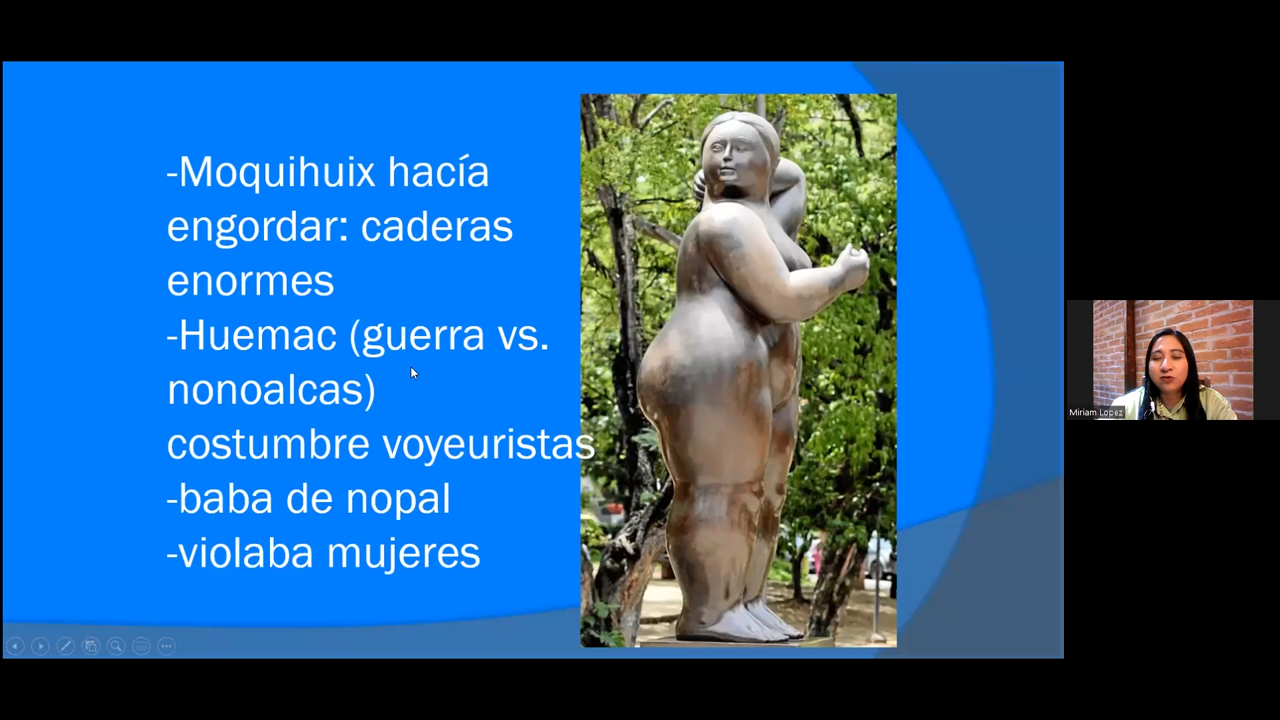 -Moquihuix hacía
engordar: caderas
enormes
-Huemac (guerra vs.
nonoalcas)
costumbre voyeuristas
-baba de nopal
-violaba mujeres
Miriam Lopez